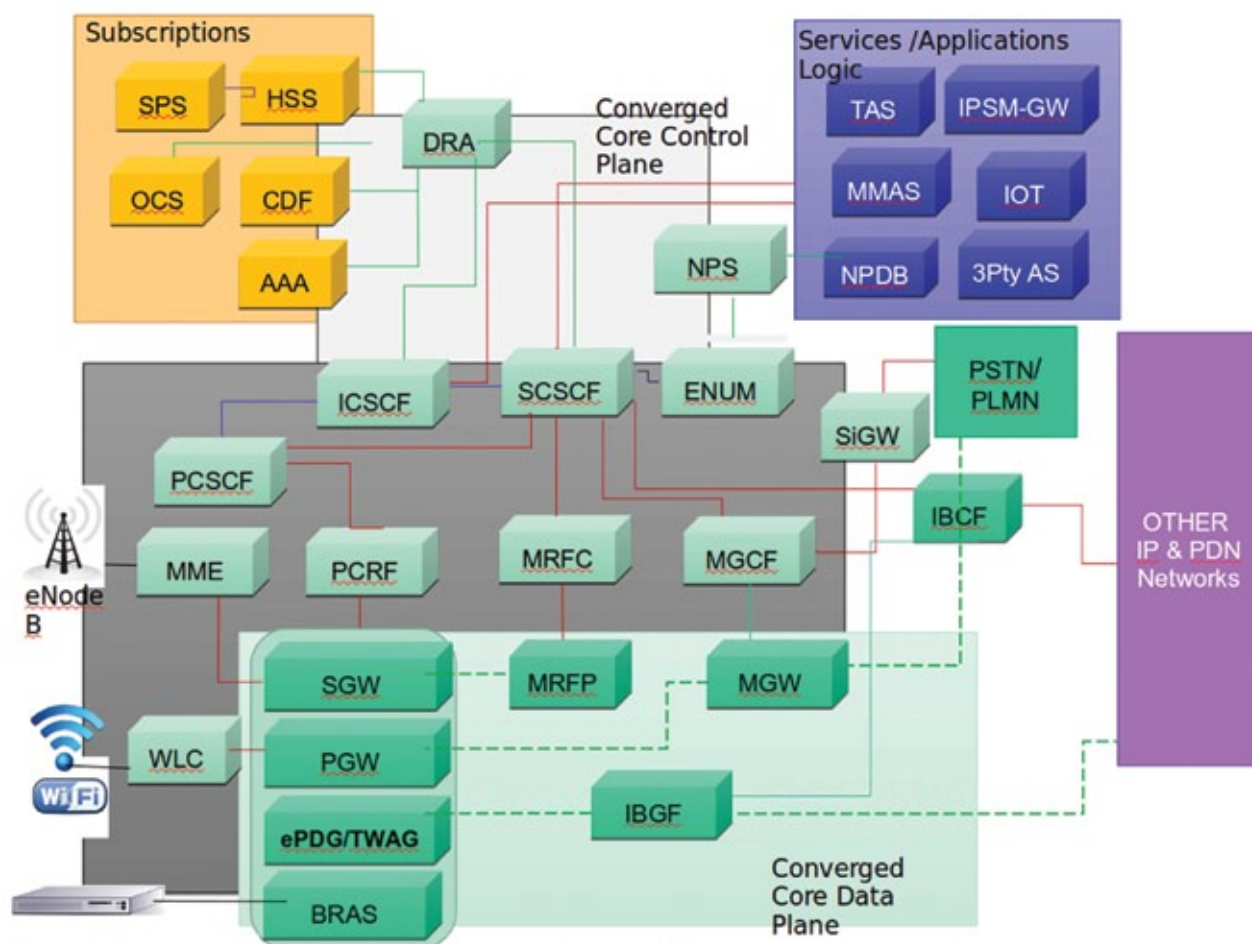 Subscriptions
SPS
HSS
OCS
CDF
AAA
DRA
Converged
Core Control
Plane
NPS
Services /Applications
Logic
TAS
IPSM-GW
MMAS
IOT
NPDB
3Pty AS
ICSCF
SCSCF
ENUM
SiGW
PSTN/
PLMN
PCSCF
IBCF
OTHER
IP & PDN
Networks
eNode
B
MME
PCRF
MRFC
MGCF
SGW
MRFP
MGW
WiFi
WLC
PGW
ePDG/TWAG
IBGF
BRAS
Converged
Core Data
Plane